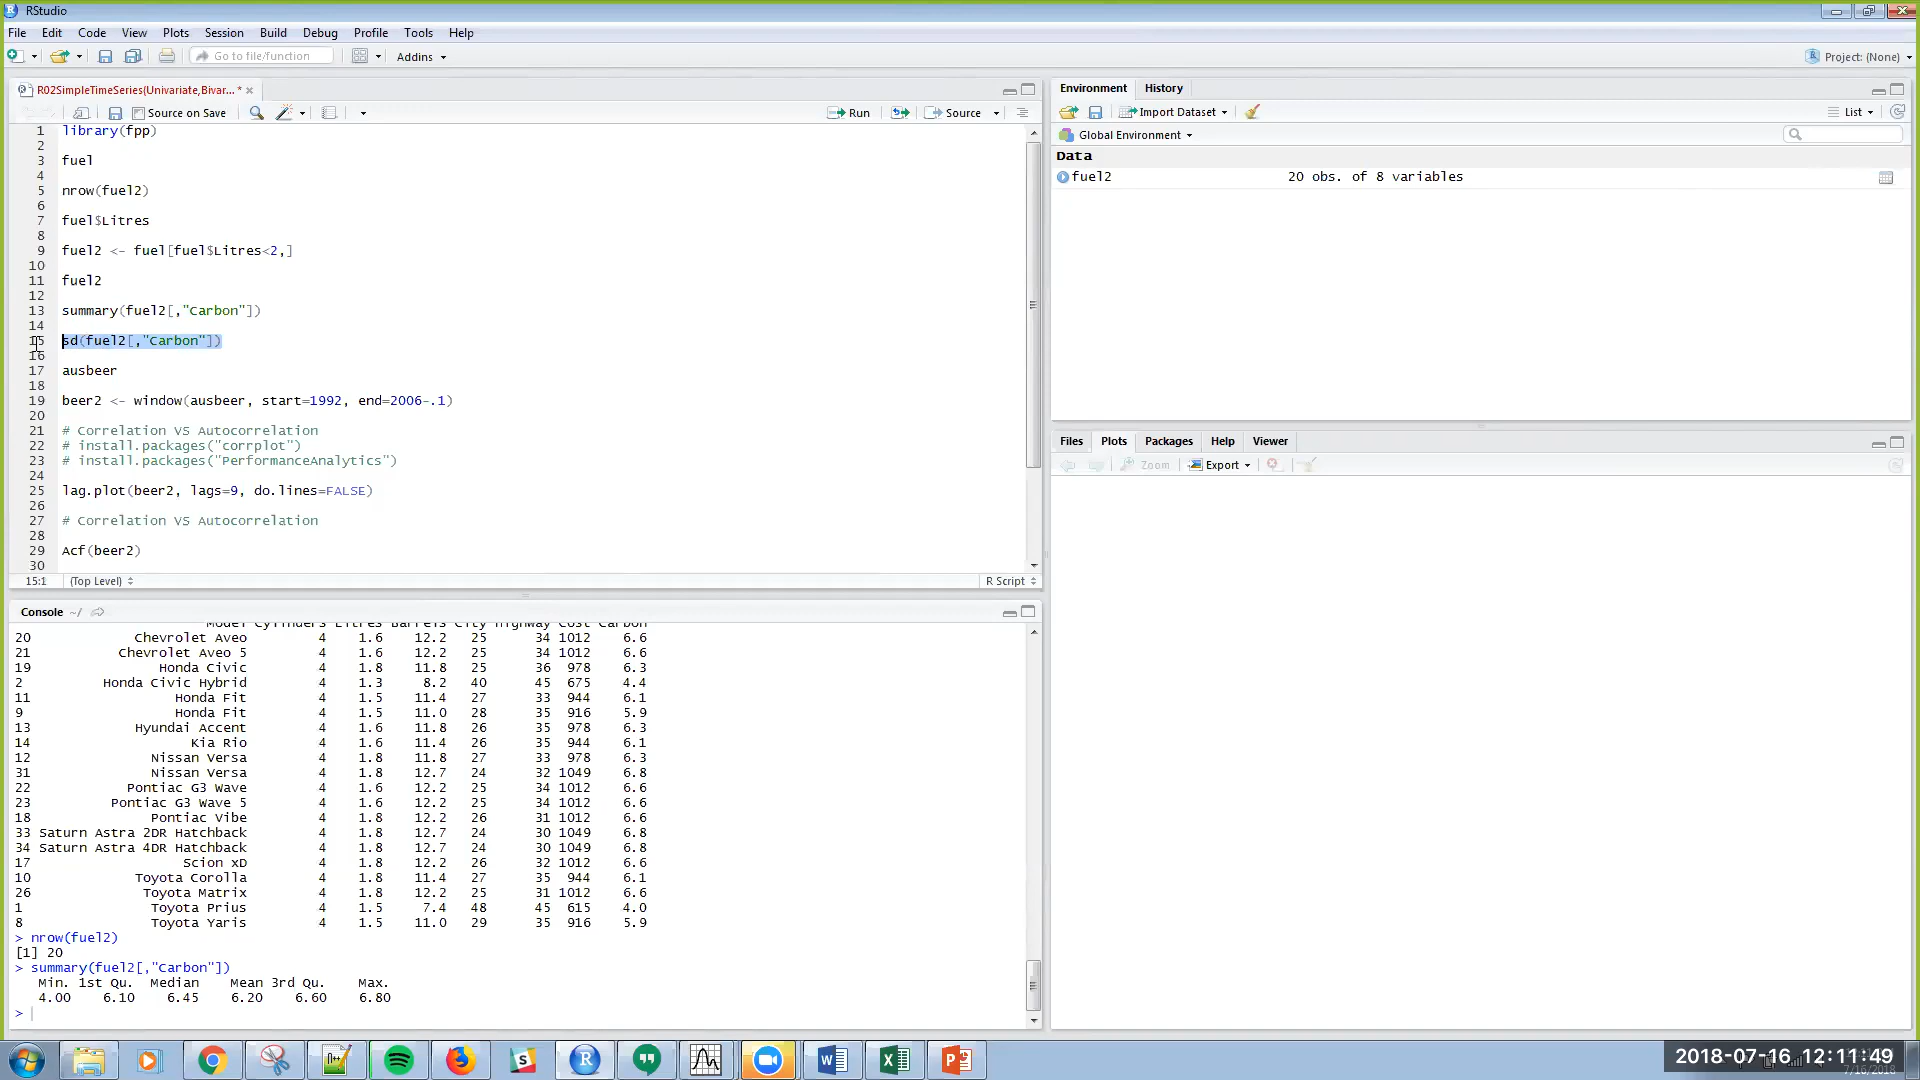 RStudio
File Edit Code View Plots Session Build Debug Profile Tools Help
Go to file/function Addins Project: (None)
R02SimpleTimeSeries(Univariate,Bivar... *
Source on Save Run Source
1 library(fpp)
2
3 fuel
4
5 nrow(fuel2)
6
7 fuel$Litres
8
9 fuel2 <- fuel[fuel$Litres<2,]
10
11 fuel2
12
13 summary(fuel2[,"Carbon"])
14
15 sd(fuel2[,"Carbon"])
16
17 ausbeer
18
19 beer2 <- window(ausbeer, start=1992, end=2006-.1)
20
21 # Correlation VS Autocorrelation
22 # install.packages("corrplot")
23 # install.packages("PerformanceAnalytics")
24
25 lag.plot(beer2, lags=9, do.lines=FALSE)
26
27 # Correlation VS Autocorrelation
28
29 Acf(beer2)
30
15:1 (Top Level) R Script
Console ~/
Model Cylinders Litres Barrels City Highway Cost Carbon
20 Chevrolet Aveo 4 1.6 12.2 25 34 1012 6.6
21 Chevrolet Aveo 5 4 1.6 12.2 25 34 1012 6.6
19 Honda Civic 4 1.8 11.8 25 36 978 6.3
2 Honda Civic Hybrid 4 1.3 8.2 40 45 675 4.4
11 Honda Fit 4 1.5 11.4 27 33 944 6.1
9 Honda Fit 4 1.5 11.0 28 35 916 5.9
13 Hyundai Accent 4 1.6 11.8 26 35 978 6.3
14 Kia Rio 4 1.6 11.4 26 35 944 6.1
12 Nissan Versa 4 1.8 11.8 27 33 978 6.3
31 Nissan Versa 4 1.8 12.7 24 32 1049 6.8
22 Pontiac G3 Wave 4 1.6 12.2 25 34 1012 6.6
23 Pontiac G3 Wave 5 4 1.6 12.2 25 34 1012 6.6
18 Pontiac Vibe 4 1.8 12.2 26 31 1012 6.6
33 Saturn Astra 2DR Hatchback 4 1.8 12.7 24 30 1049 6.8
34 Saturn Astra 4DR Hatchback 4 1.8 12.7 24 30 1049 6.8
17 Scion xD 4 1.8 12.2 26 32 1012 6.6
10 Toyota Corolla 4 1.8 11.4 27 35 944 6.1
26 Toyota Matrix 4 1.8 12.2 25 31 1012 6.6
1 Toyota Prius 4 1.5 7.4 48 45 615 4.0
8 Toyota Yaris 4 1.5 11.0 29 35 916 5.9
> nrow(fuel2)
[1] 20
> summary(fuel2[,"Carbon"])
Min. 1st Qu. Median Mean 3rd Qu. Max.
4.00 6.10 6.45 6.20 6.60 6.80
>
Environment History
Import Dataset List
Global Environment
Data
fuel2 20 obs. of 8 variables
Files Plots Packages Help Viewer
Zoom Export
2018-07-16 12:11:49
7/16/2018